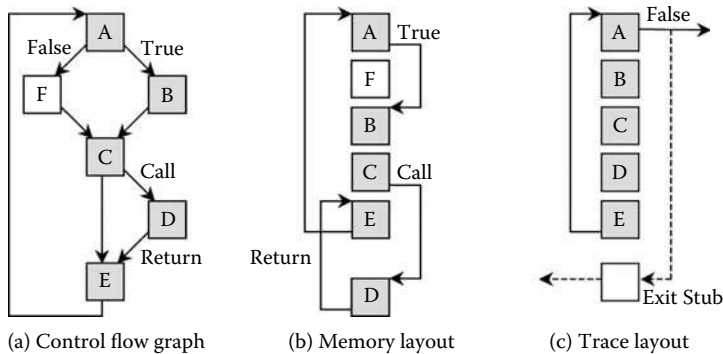 A
False
True
F
B
C
Call
D
Return
E
(a) Control flow graph
A
True
F
B
C
Call
E
Return
D
(b) Memory layout
False
A
B
C
D
E
Exit Stub
(c) Trace layout